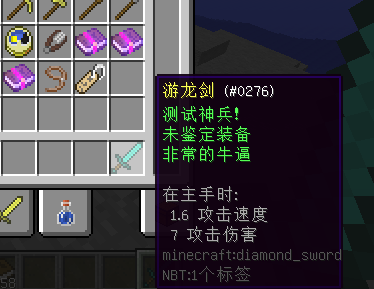 游龙剑 (#0276)
测试神兵!
未鉴定装备
非常的牛逼
在主手时:
1.6 攻击速度
7 攻击伤害
minecraft:diamond_sword
NBT:1个标签
58